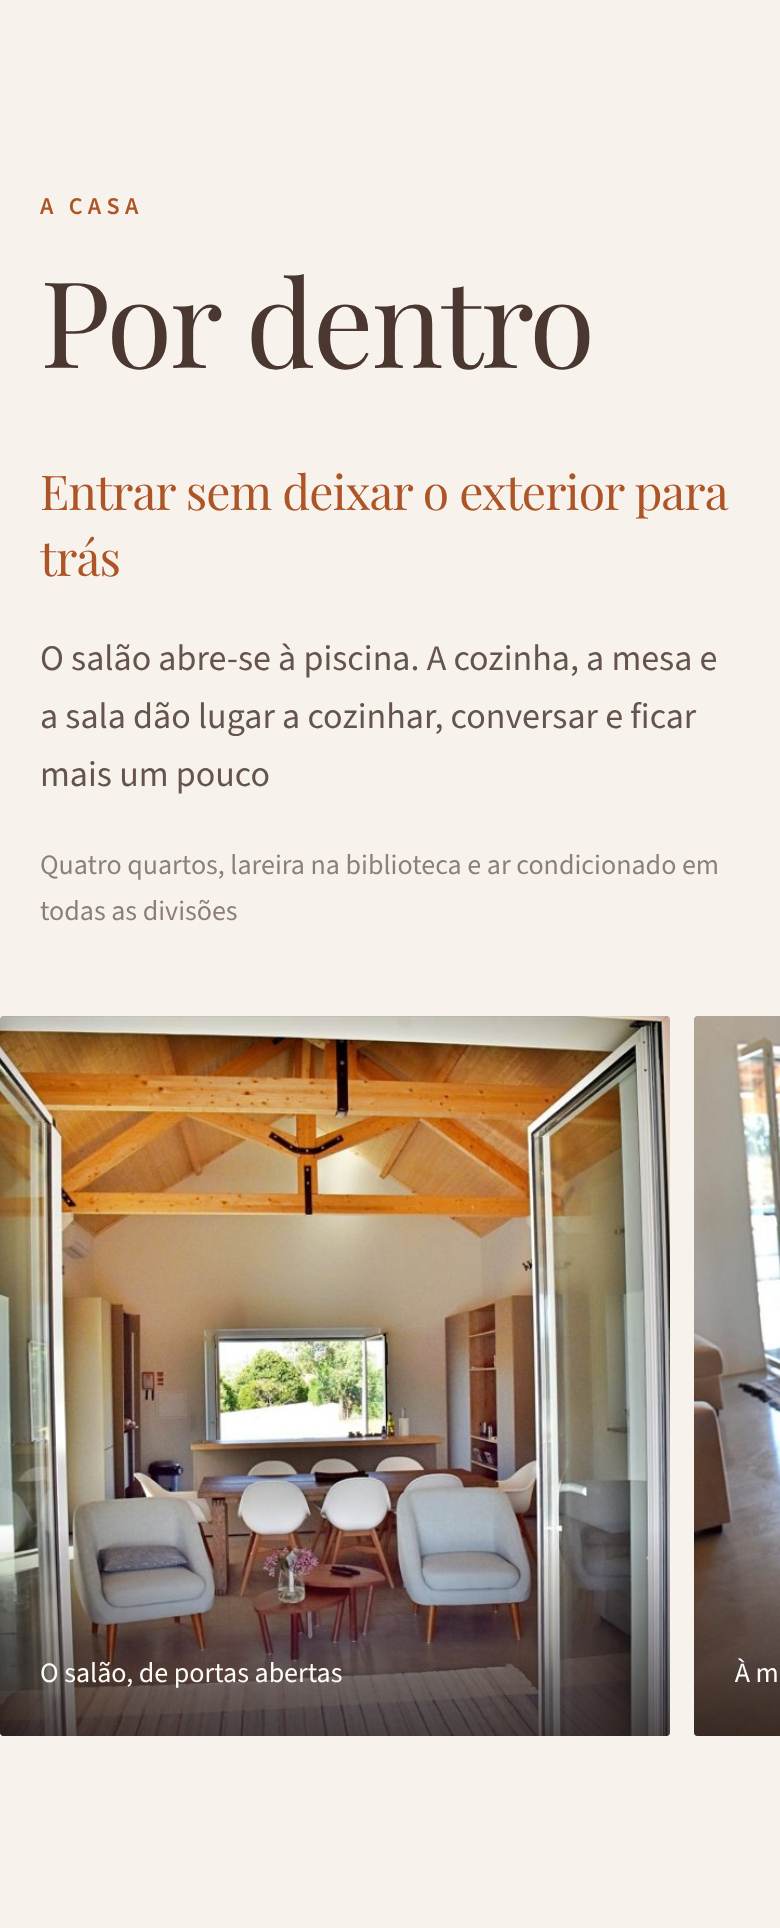 A CASA
Por dentro
Entrar sem deixar o exterior para
trás
O salão abre-se à piscina. A cozinha, a mesa e
a sala dão lugar a cozinhar, conversar e ficar
mais um pouco
Quatro quartos, lareira na biblioteca e ar condicionado em
todas as divisões
O salão, de portas abertas
À